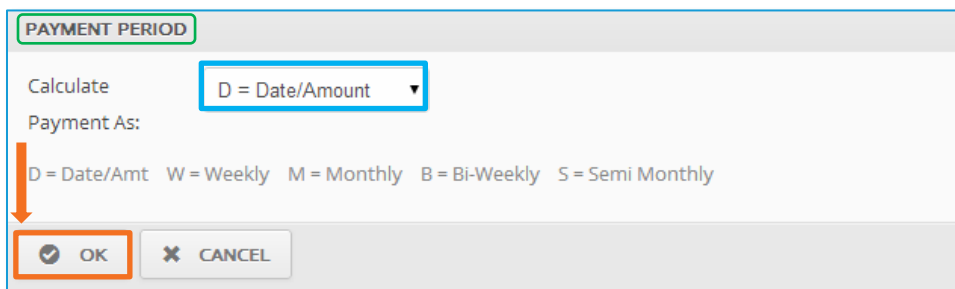 PAYMENT PERIOD
Calculate D = Date/Amount
Payment As:
D = Date/Amt W = Weekly M = Monthly B = Bi-Weekly S = Semi Monthly
OK CANCEL